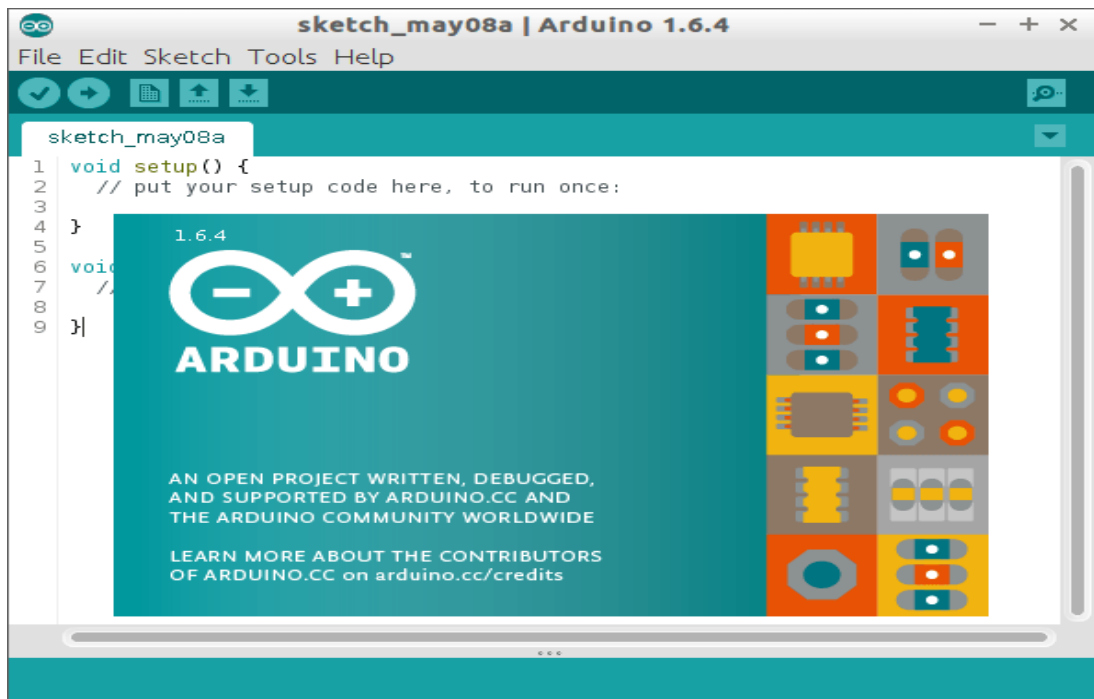 sketch_may08a | Arduino 1.6.4
File Edit Sketch Tools Help
sketch_may08a
1 void setup() {
2 // put your setup code here, to run once:
3
4 }
5
6 void
7 //
8
9 }
1.6.4
™
ARDUINO
AN OPEN PROJECT WRITTEN, DEBUGGED,
AND SUPPORTED BY ARDUINO.CC AND
THE ARDUINO COMMUNITY WORLDWIDE
LEARN MORE ABOUT THE CONTRIBUTORS
OF ARDUINO.CC on arduino.cc/credits